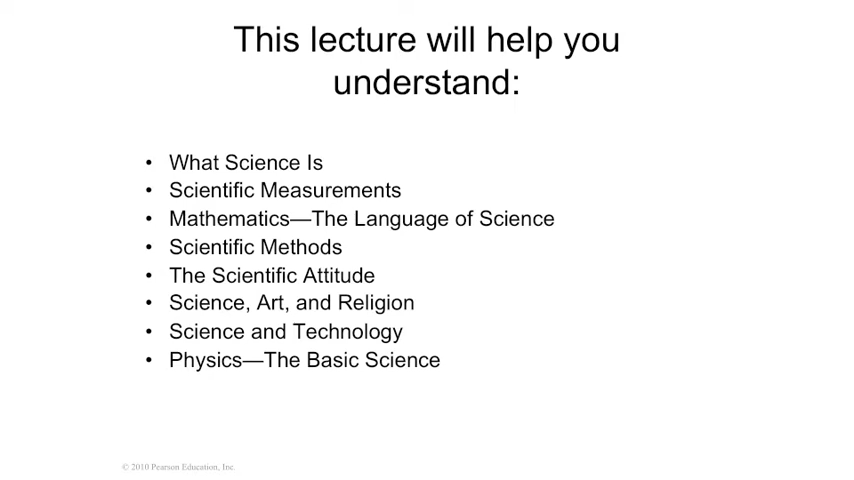 This lecture will help you
understand:
• What Science Is
• Scientific Measurements
• Mathematics—The Language of Science
• Scientific Methods
• The Scientific Attitude
• Science, Art, and Religion
• Science and Technology
• Physics—The Basic Science
© 2010 Pearson Education, Inc.